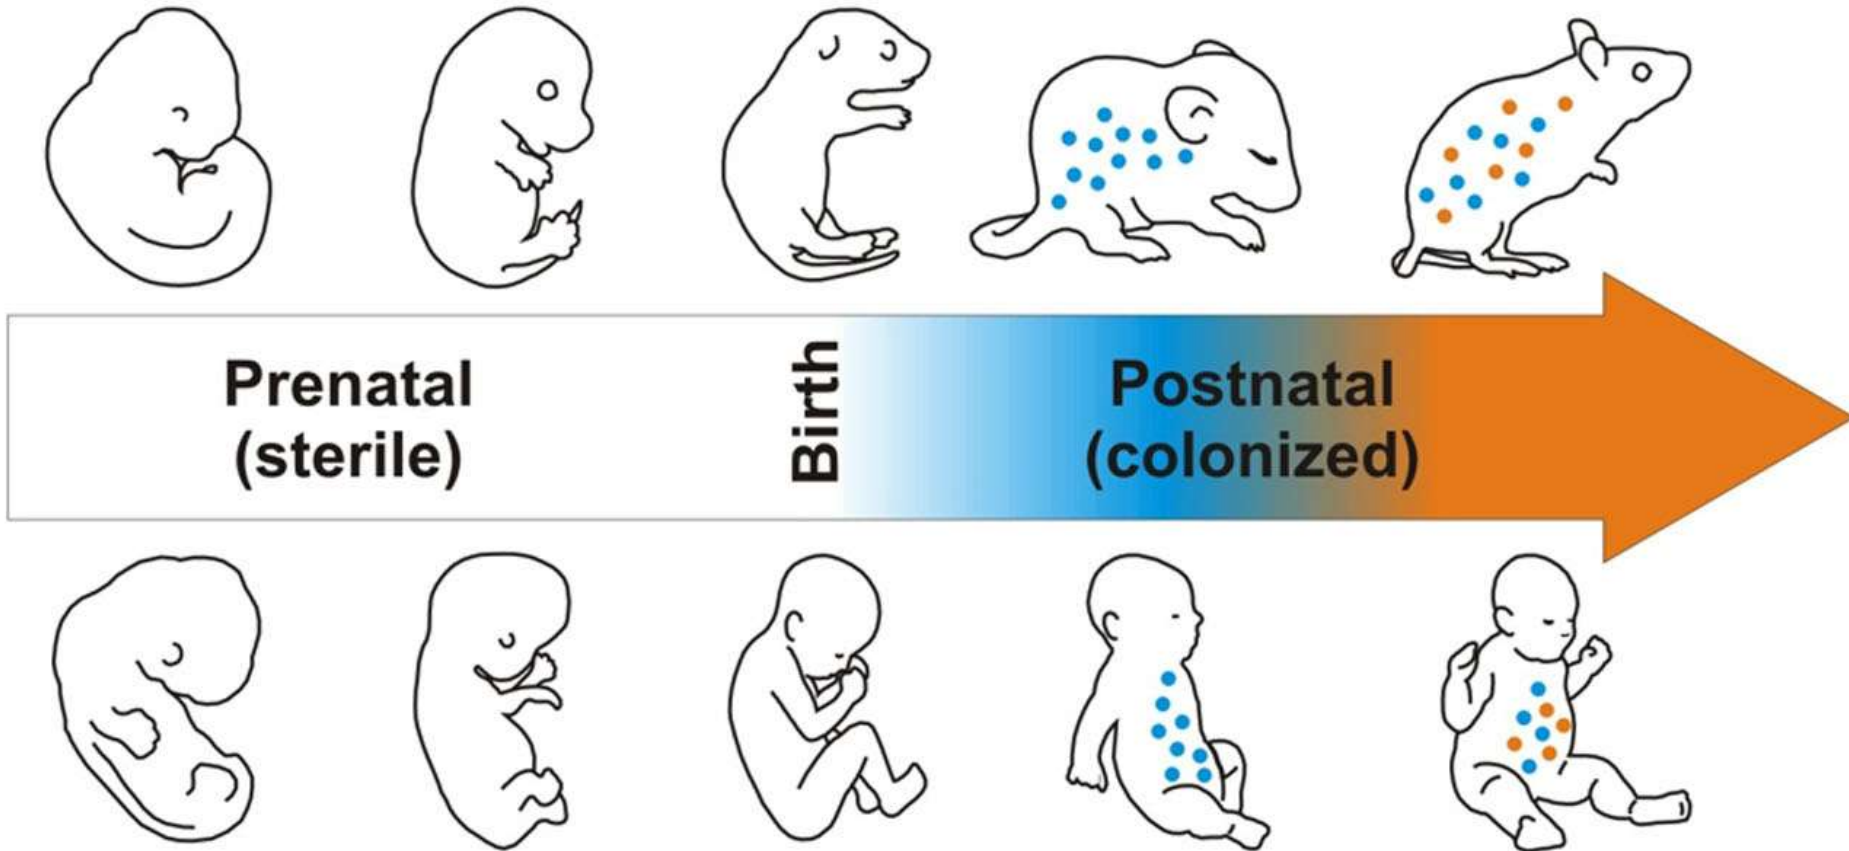 Prenatal
(sterile)
Birth
Postnatal
(colonized)